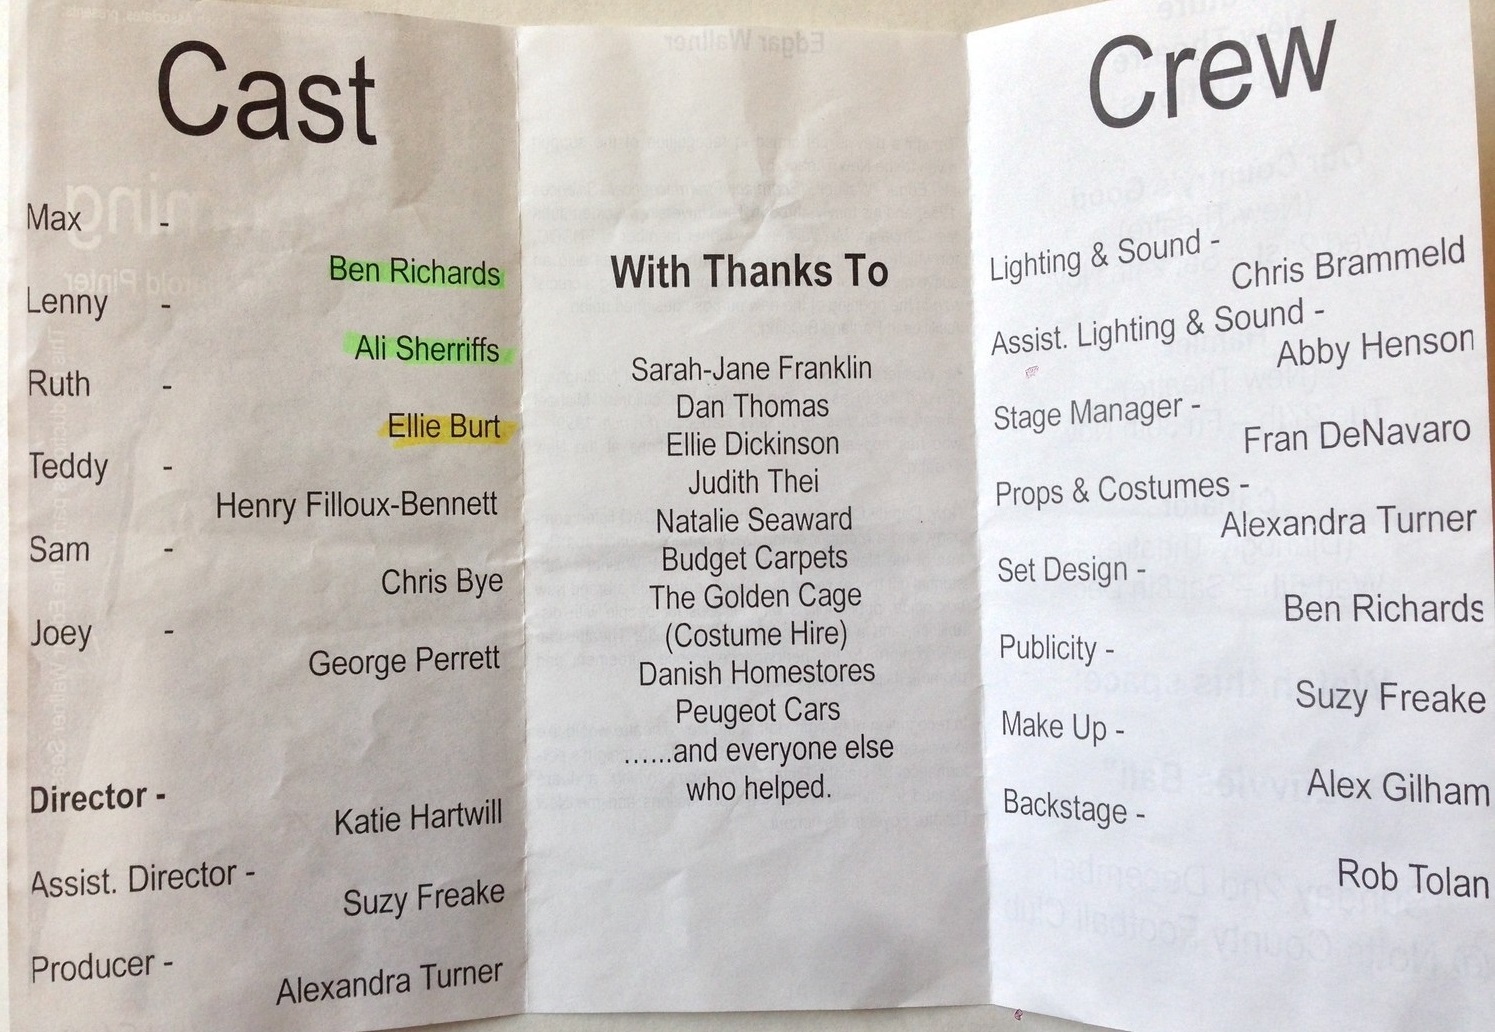 Cast
Max -
Ben Richards
Lenny -
Ali Sherriffs
Ruth -
Ellie Burt
Teddy -
Henry Filloux-Bennett
Sam -
Chris Bye
Joey -
George Perrett
Director -
Katie Hartwill
Assist. Director -
Suzy Freake
Producer -
Alexandra Turner
With Thanks To
Sarah-Jane Franklin
Dan Thomas
Ellie Dickinson
Judith Thei
Natalie Seaward
Budget Carpets
The Golden Cage
(Costume Hire)
Danish Homestores
Peugeot Cars
......and everyone else
who helped.
Crew
Lighting & Sound -
Chris Brammeld
Assist. Lighting & Sound -
Abby Henson
Stage Manager -
Fran DeNavaro
Props & Costumes -
Alexandra Turner
Set Design -
Ben Richards
Publicity -
Suzy Freake
Make Up -
Alex Gilham
Backstage -
Rob Tolan